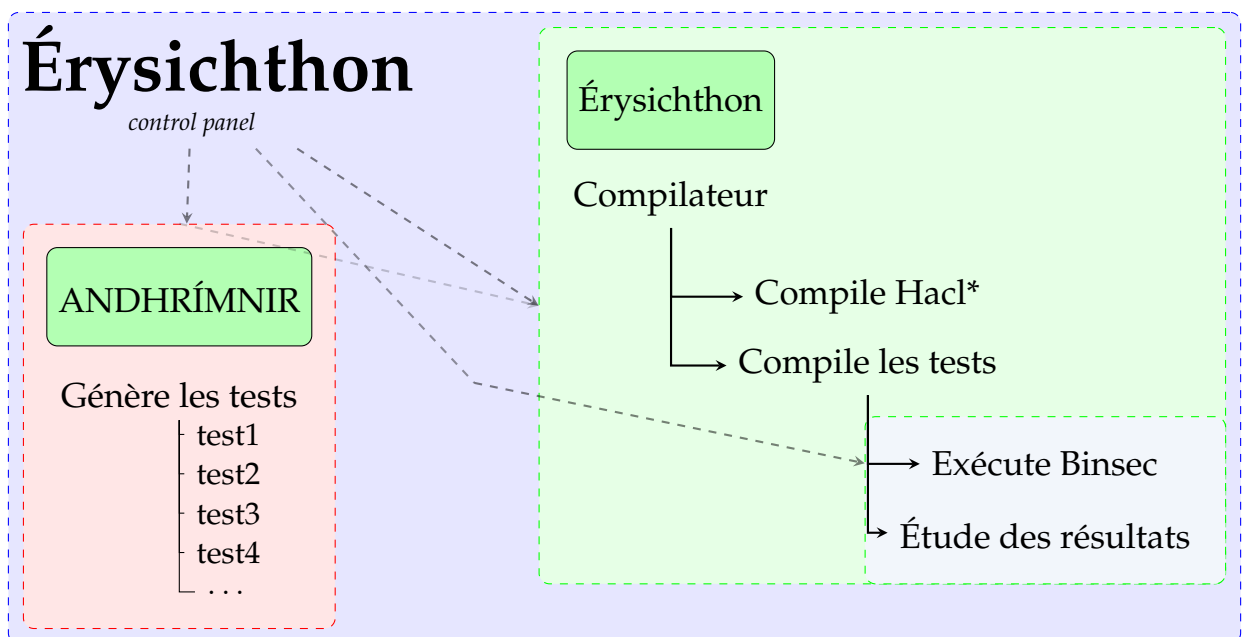 Érysichthon
control panel
ANDHRÍMNIR
Génère les tests
test1
test2
test3
test4
. . .
Érysichthon
Compilateur
Compile Hacl*
Compile les tests
Exécute Binsec
Étude des résultats